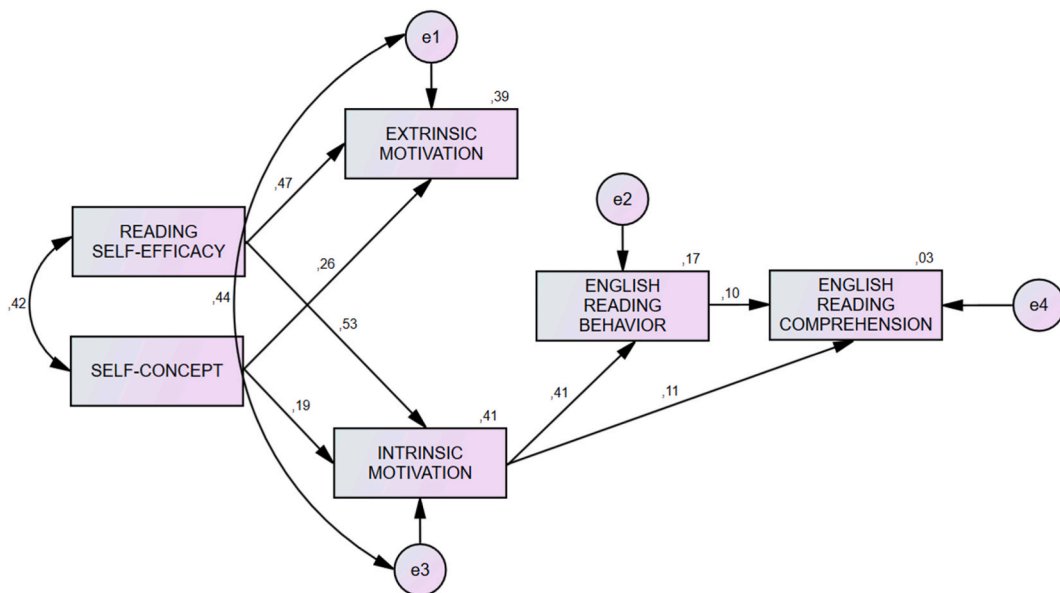 e1
,39
EXTRINSIC
MOTIVATION
,47
READING
SELF-EFFICACY
e2
,26
,17
,03
,42
,44
ENGLISH
READING
BEHAVIOR
,10
ENGLISH
READING
COMPREHENSION
e4
,53
SELF-CONCEPT
,19
,41
,41
,11
INTRINSIC
MOTIVATION
e3